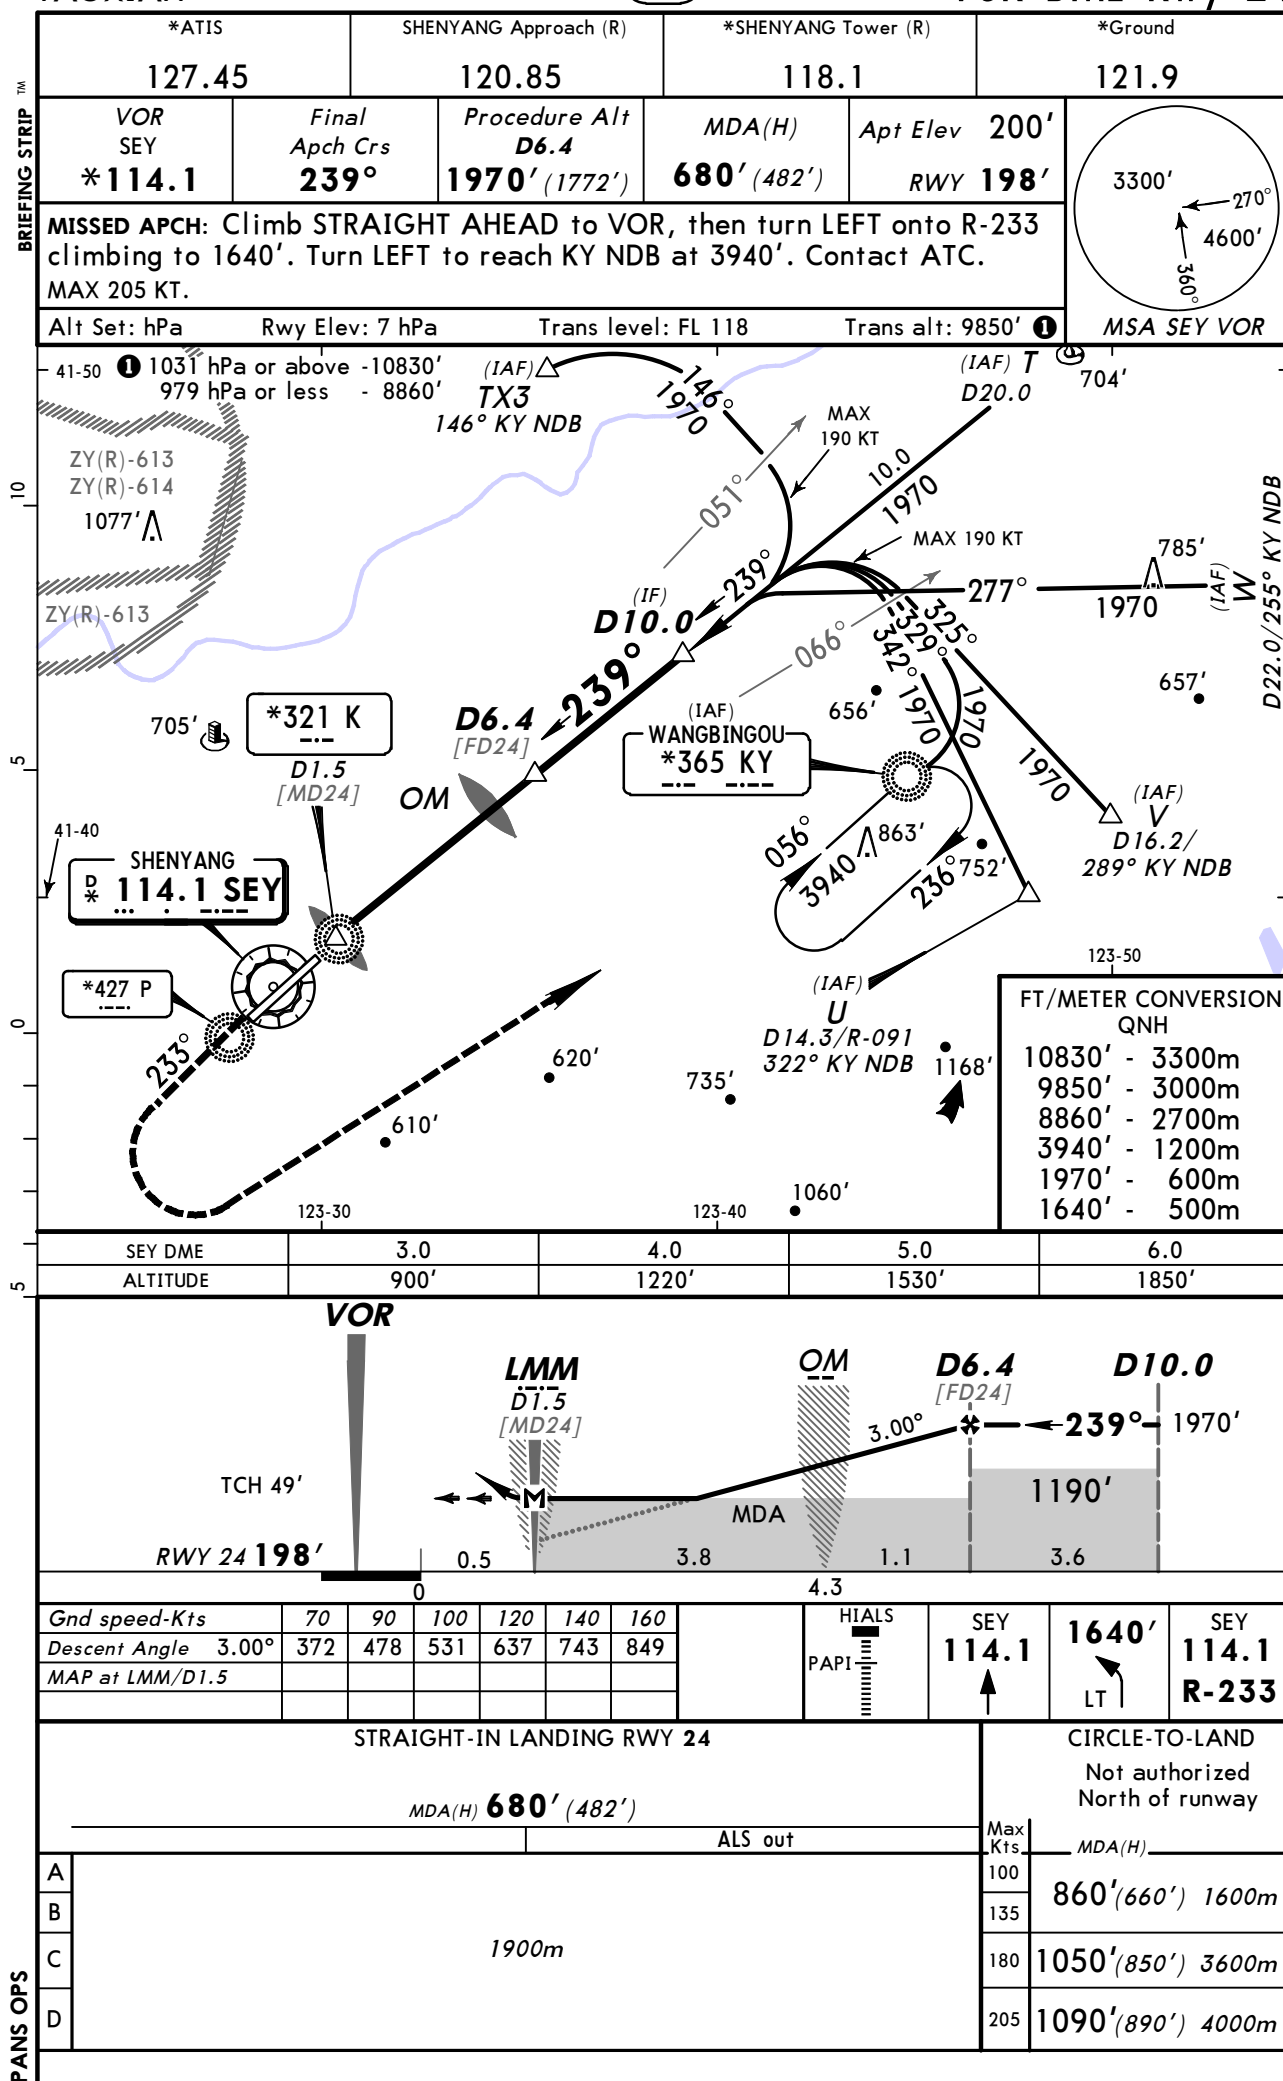 *ATIS SHENYANG Approach (R) *SHENYANG Tower (R) *Ground
127.45 120.85 118.1 121.9
BRIEFING STRIP ™
VOR Final Procedure Alt MDA(H) Apt Elev 200'
SEY Apch Crs D6.4
*114.1 239° 1970' (1772') 680' (482') RWY 198'
MISSED APCH: Climb STRAIGHT AHEAD to VOR, then turn LEFT onto R-233
climbing to 1640'. Turn LEFT to reach KY NDB at 3940'. Contact ATC.
MAX 205 KT.
3300'
270°
4600'
360°
MSA SEY VOR
Alt Set: hPa Rwy Elev: 7 hPa Trans level: FL 118 Trans alt: 9850' ❶
41-50 ❶ 1031 hPa or above -10830'
979 hPa or less - 8860'
(IAF)
TX3
146° KY NDB
146°
1970
MAX
190 KT
(IAF) T
D20.0
704'
ZY(R)-613
ZY(R)-614
1077'
ZY(R)-613
051°
10.0
1970
MAX 190 KT
785'
277°
1970
(IAF)
W
D22.0/255° KY NDB
(IF)
D10.0
239°
239°
066°
325°
329°
342°
1970
1970
1970
657'
656'
705'
*321 K
D1.5
[MD24]
D6.4
[FD24]
OM
(IAF)
WANGBINGOU
*365 KY
(IAF)
V
D16.2/
289° KY NDB
41-40
SHENYANG
D
* 114.1 SEY
056°
3940
863'
236°
752'
*427 P
233°
(IAF)
U
D14.3/R-091
322° KY NDB
123-50
620'
735'
1168'
610'
1060'
123-30 123-40
10
5
0
5
FT/METER CONVERSION
QNH
10830' - 3300m
9850' - 3000m
8860' - 2700m
3940' - 1200m
1970' - 600m
1640' - 500m
SEY DME 3.0 4.0 5.0 6.0
ALTITUDE 900' 1220' 1530' 1850'
VOR
LMM
D1.5
[MD24]
OM
D6.4
[FD24]
D10.0
3.00°
239° 1970'
TCH 49'
M
MDA
1190'
RWY 24 198' 0.5 3.8 1.1 3.6
0 4.3
Gnd speed-Kts 70 90 100 120 140 160
Descent Angle 3.00° 372 478 531 637 743 849
MAP at LMM/D1.5
HIALS
PAPI
SEY
114.1
1640'
LT
SEY
114.1
R-233
STRAIGHT-IN LANDING RWY 24
MDA(H) 680' (482')
ALS out
CIRCLE-TO-LAND
Not authorized
North of runway
Max
Kts MDA(H)
A 100
B 135
860' (660') 1600m
1900m
C 180 1050' (850') 3600m
D 205 1090' (890') 4000m
PANS OPS